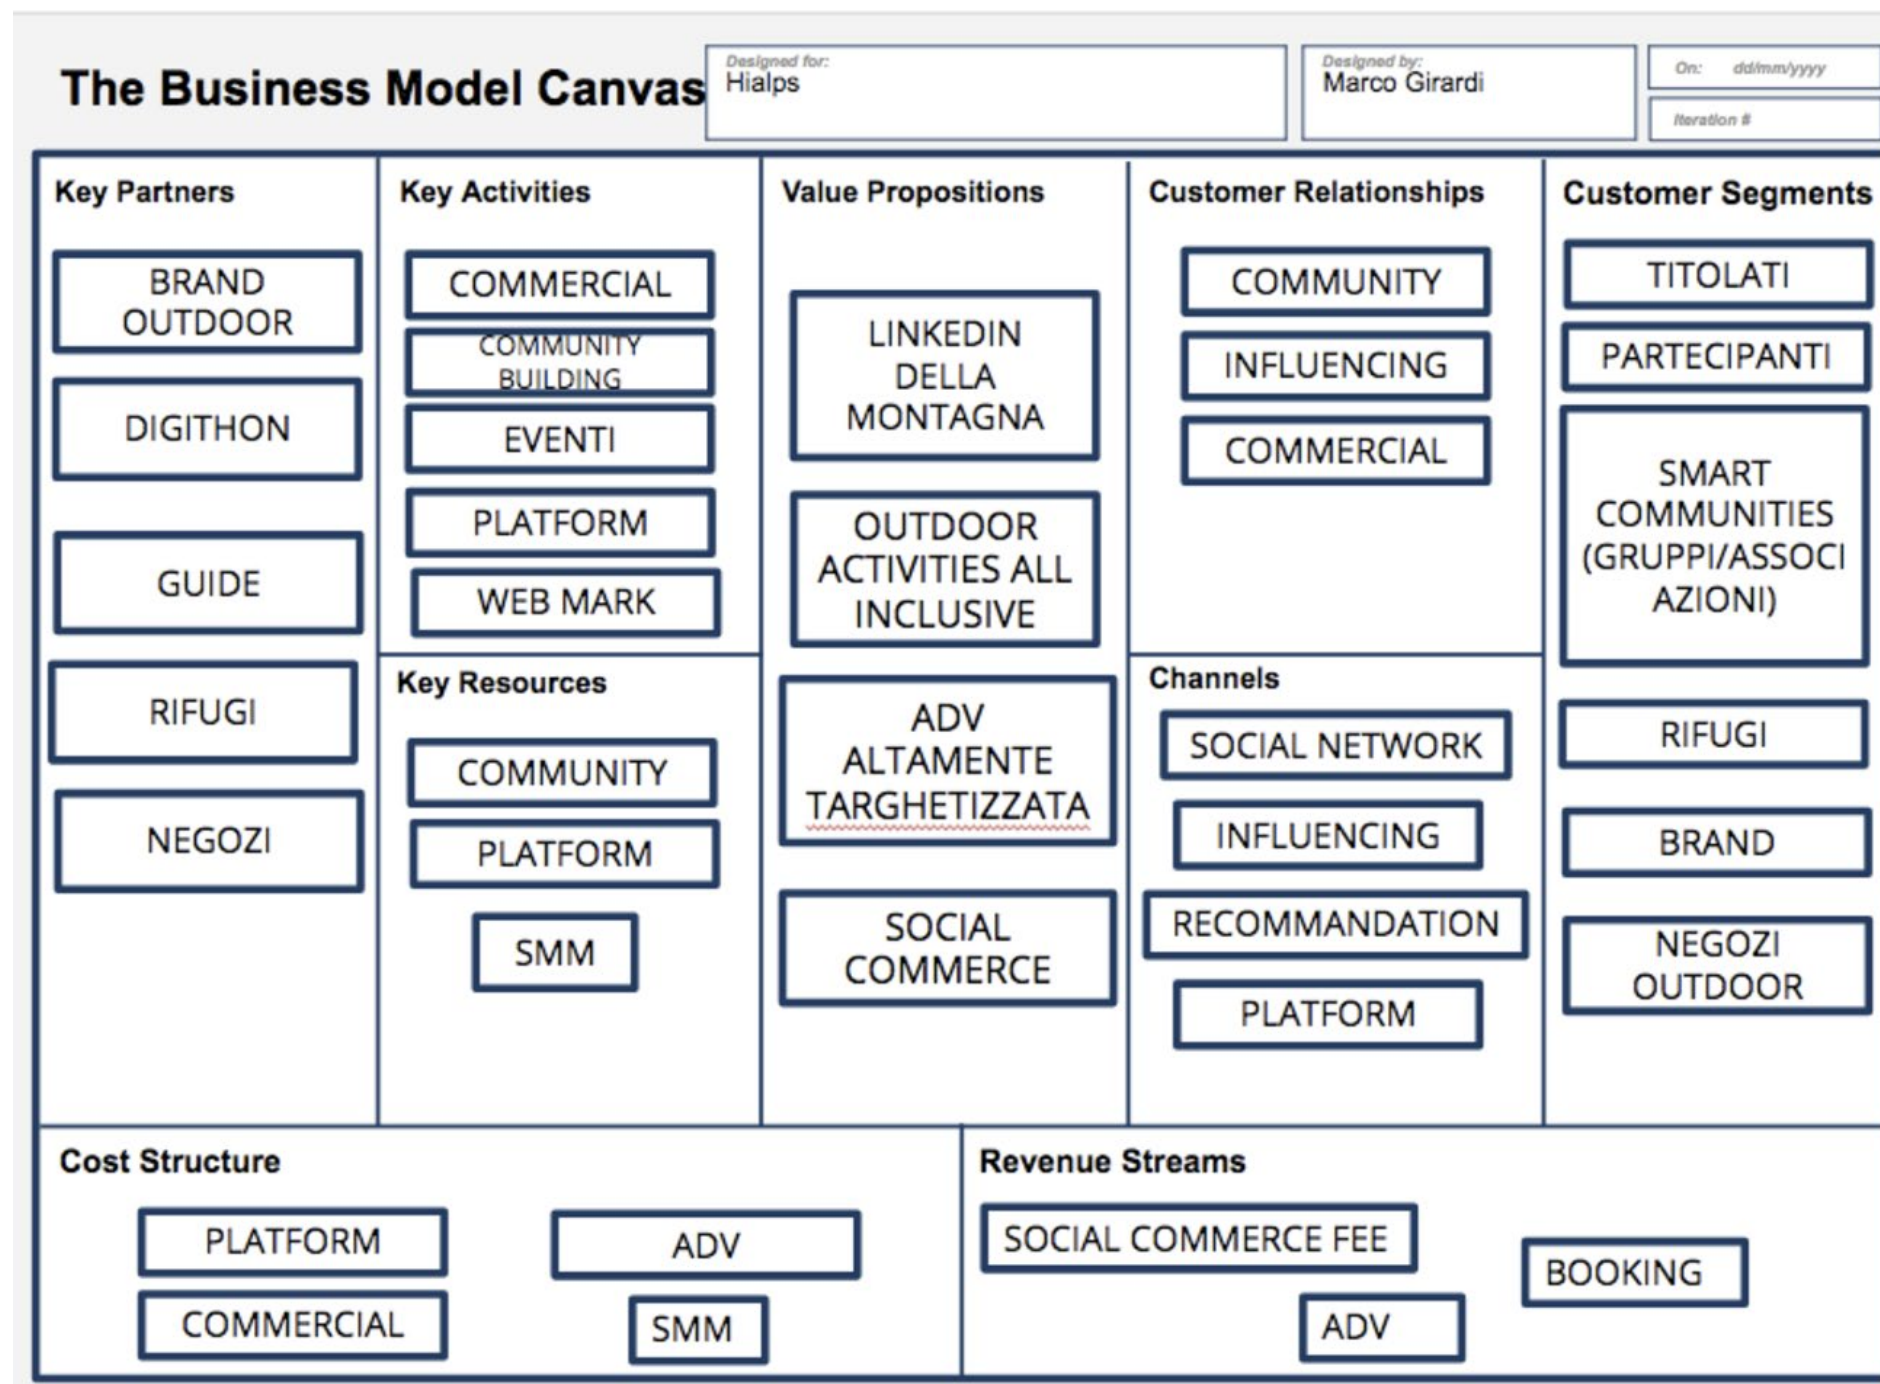 The Business Model Canvas
Designed for:
Hialps
Designed by:
Marco Girardi
On: dd/mm/yyyy
Iteration #
Key Partners
BRAND
OUTDOOR
DIGITHON
GUIDE
RIFUGI
NEGOZI
Key Activities
COMMERCIAL
COMMUNITY
BUILDING
EVENTI
PLATFORM
WEB MARK
Key Resources
COMMUNITY
PLATFORM
SMM
Value Propositions
LINKEDIN
DELLA
MONTAGNA
OUTDOOR
ACTIVITIES ALL
INCLUSIVE
ADV
ALTAMENTE
TARGHETIZZATA
SOCIAL
COMMERCE
Customer Relationships
COMMUNITY
INFLUENCING
COMMERCIAL
Channels
SOCIAL NETWORK
INFLUENCING
RECOMMANDATION
PLATFORM
Customer Segments
TITOLATI
PARTECIPANTI
SMART
COMMUNITIES
(GRUPPI/ASSOCI
AZIONI)
RIFUGI
BRAND
NEGOZI
OUTDOOR
Cost Structure
PLATFORM
ADV
COMMERCIAL
SMM
Revenue Streams
SOCIAL COMMERCE FEE
BOOKING
ADV